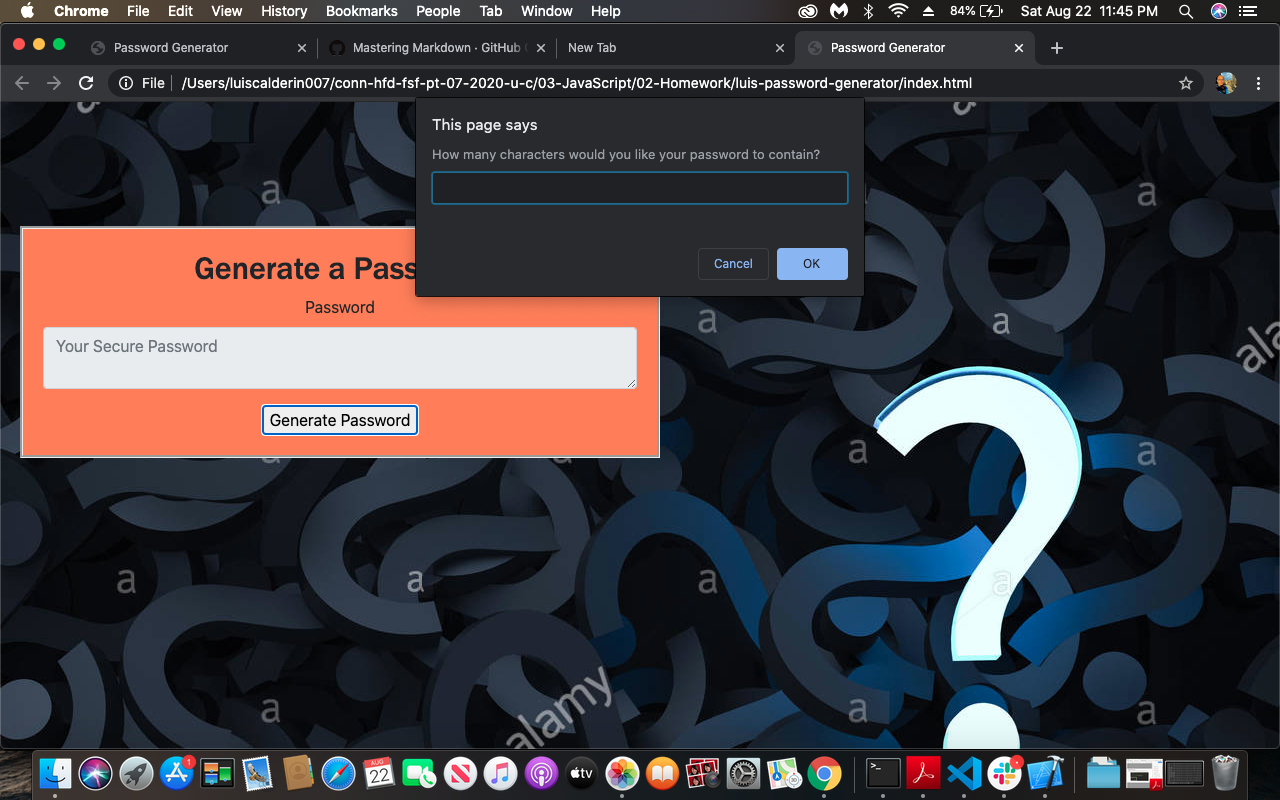 Chrome File Edit View History Bookmarks People Tab Window Help 84% Sat Aug 22 11:45 PM
Password Generator Mastering Markdown · GitHub New Tab Password Generator
File /Users/luiscalderin007/conn-hfd-fsf-pt-07-2020-u-c/03-JavaScript/02-Homework/luis-password-generator/index.html
This page says
How many characters would you like your password to contain?
Cancel OK
Generate a Pass
Password
Your Secure Password
Generate Password
a
a
a
a
alamy
a
a
a
a
a
a
a
alamy
a
a
1
AUG
22
tv